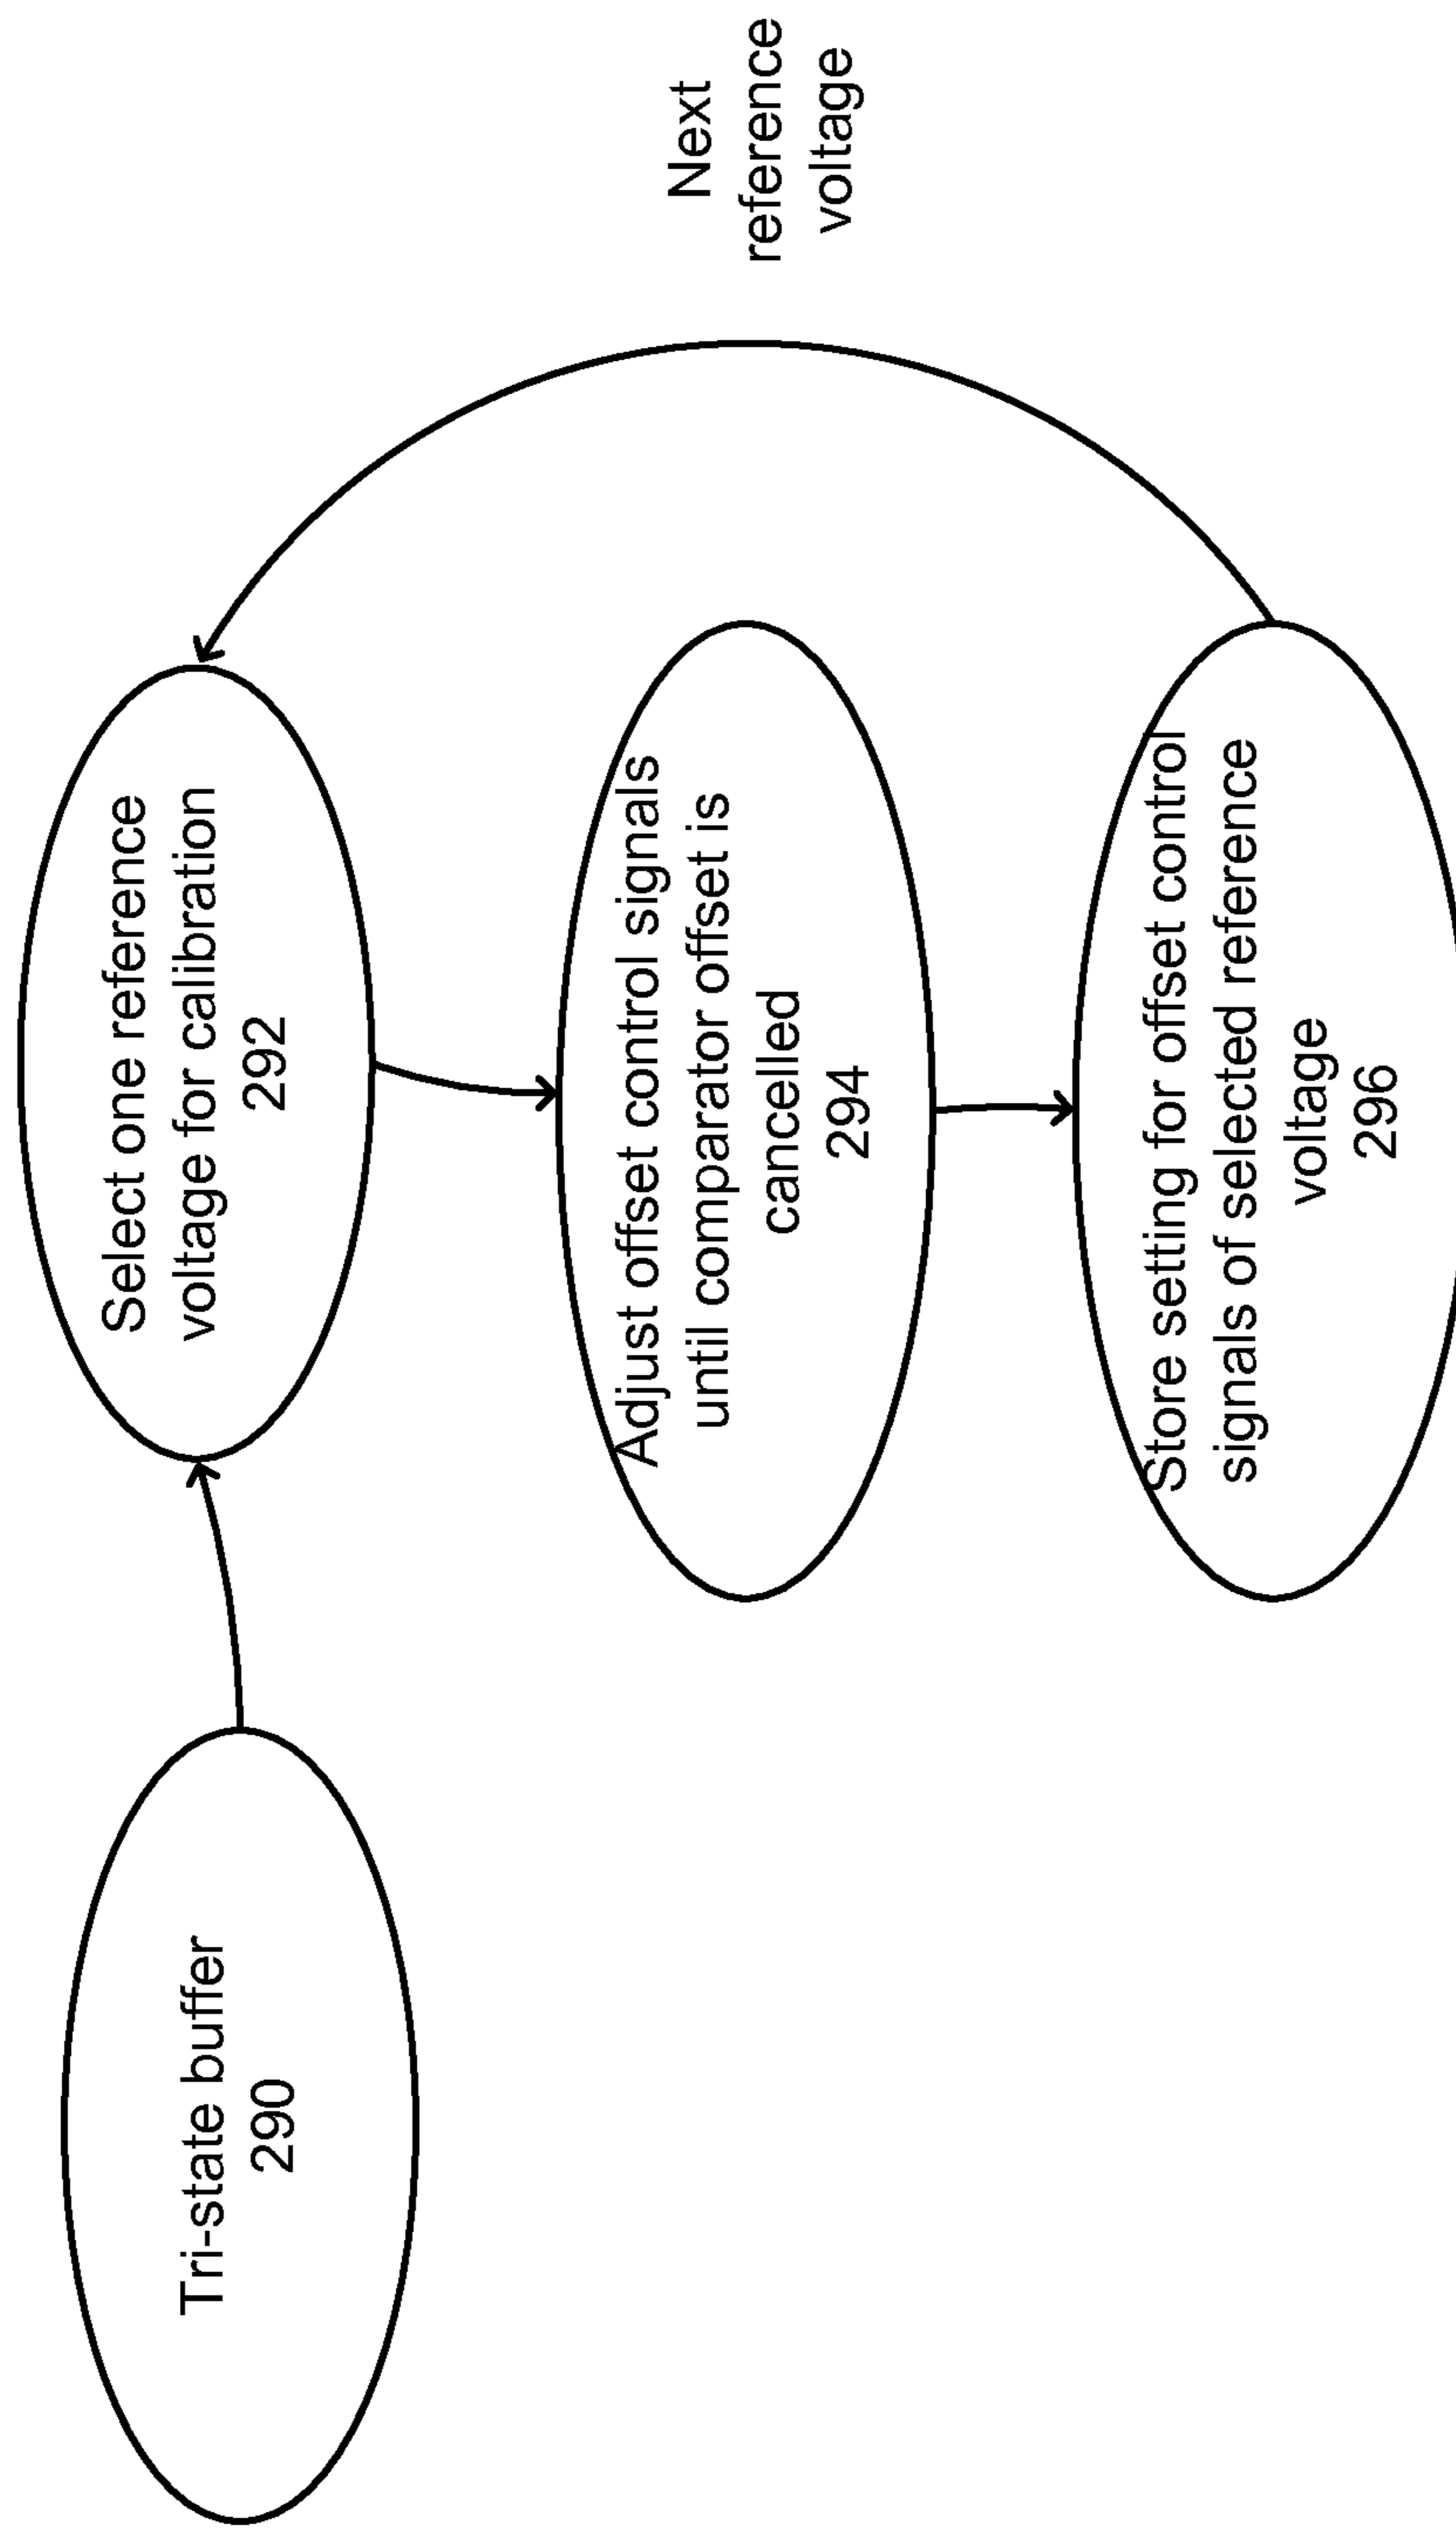 Tri-state buffer
290
Select one reference
voltage for calibration
292
Adjust offset control signals
until comparator offset is
cancelled
294
Store setting for offset control
signals of selected reference
voltage
296
Next
reference
voltage